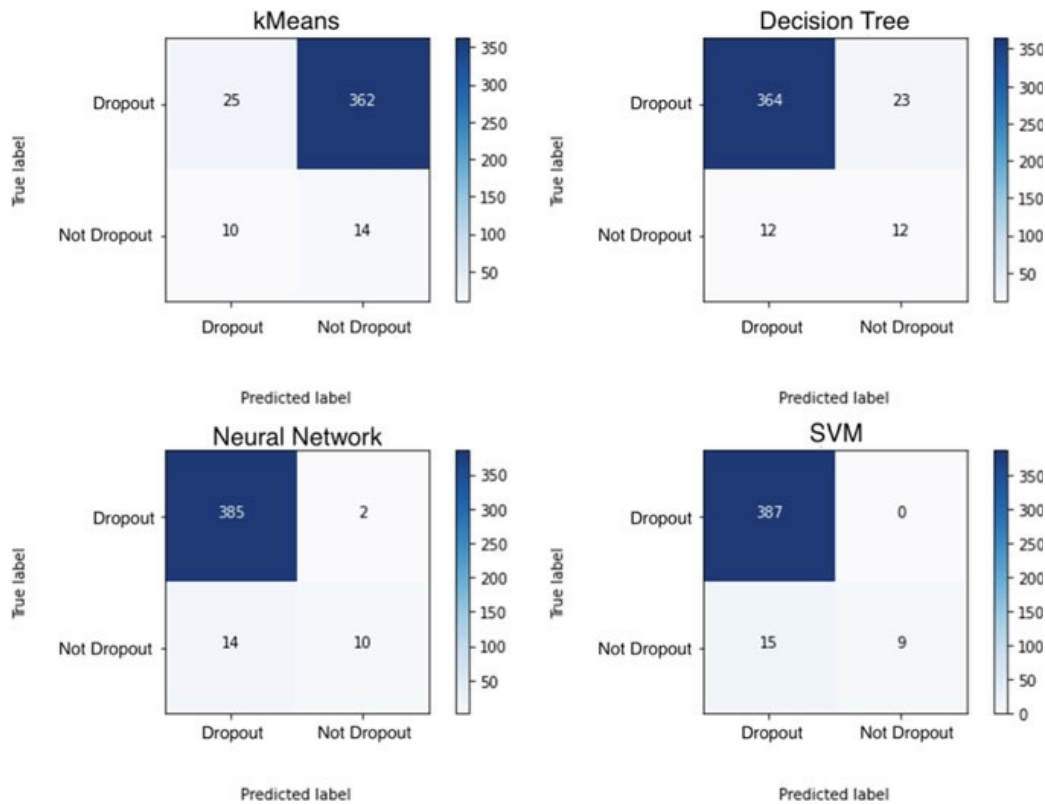 kMeans
True label
Dropout
Not Dropout
25 362
10 14
Dropout Not Dropout
Predicted label
350
300
250
200
150
100
50
Decision Tree
True label
Dropout
Not Dropout
364 23
12 12
Dropout Not Dropout
Predicted label
350
300
250
200
150
100
50
Neural Network
True label
Dropout
Not Dropout
385 2
14 10
Dropout Not Dropout
Predicted label
350
300
250
200
150
100
50
SVM
True label
Dropout
Not Dropout
387 0
15 9
Dropout Not Dropout
Predicted label
350
300
250
200
150
100
50
0